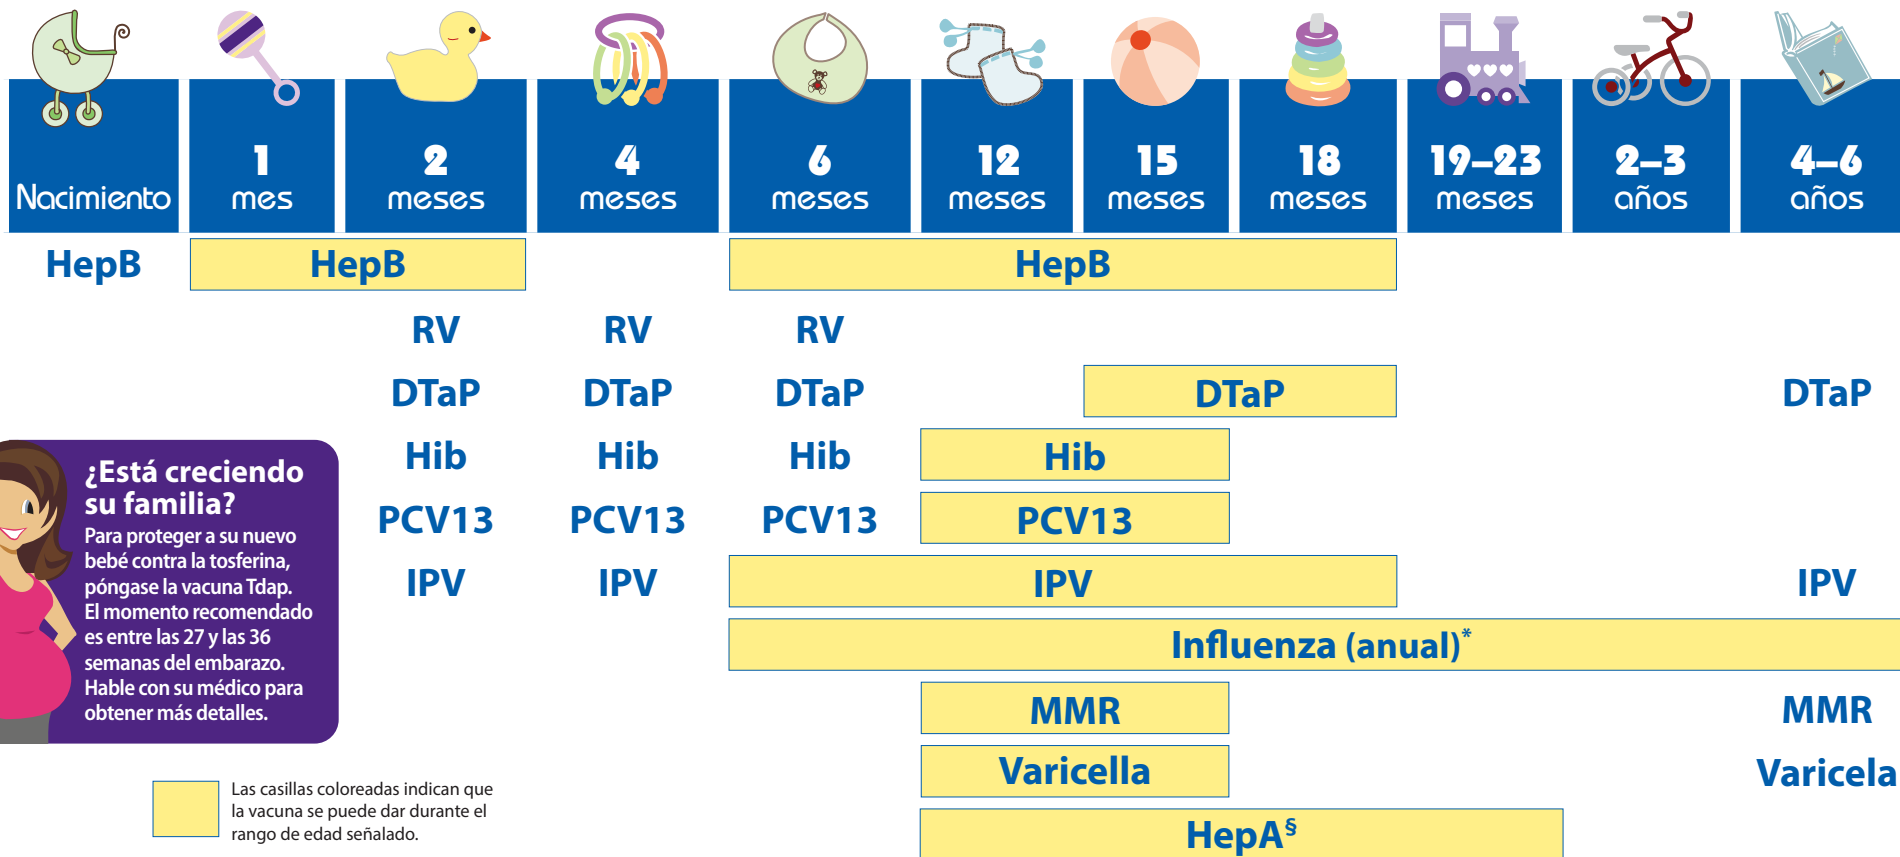 Nacimiento
1
mes
2
meses
4
meses
6
meses
12
meses
15
meses
18
meses
19–23
meses
2–3
años
4–6
años
HepB HepB HepB
RV RV RV
DTaP DTaP DTaP DTaP DTaP
Hib Hib Hib Hib
PCV13 PCV13 PCV13 PCV13
IPV IPV IPV IPV
Influenza (anual)*
MMR MMR
Varicella Varicela
HepA§
¿Está creciendo
su familia?
Para proteger a su nuevo
bebé contra la tosferina,
póngase la vacuna Tdap.
El momento recomendado
es entre las 27 y las 36
semanas del embarazo.
Hable con su médico para
obtener más detalles.
Las casillas coloreadas indican que
la vacuna se puede dar durante el
rango de edad señalado.